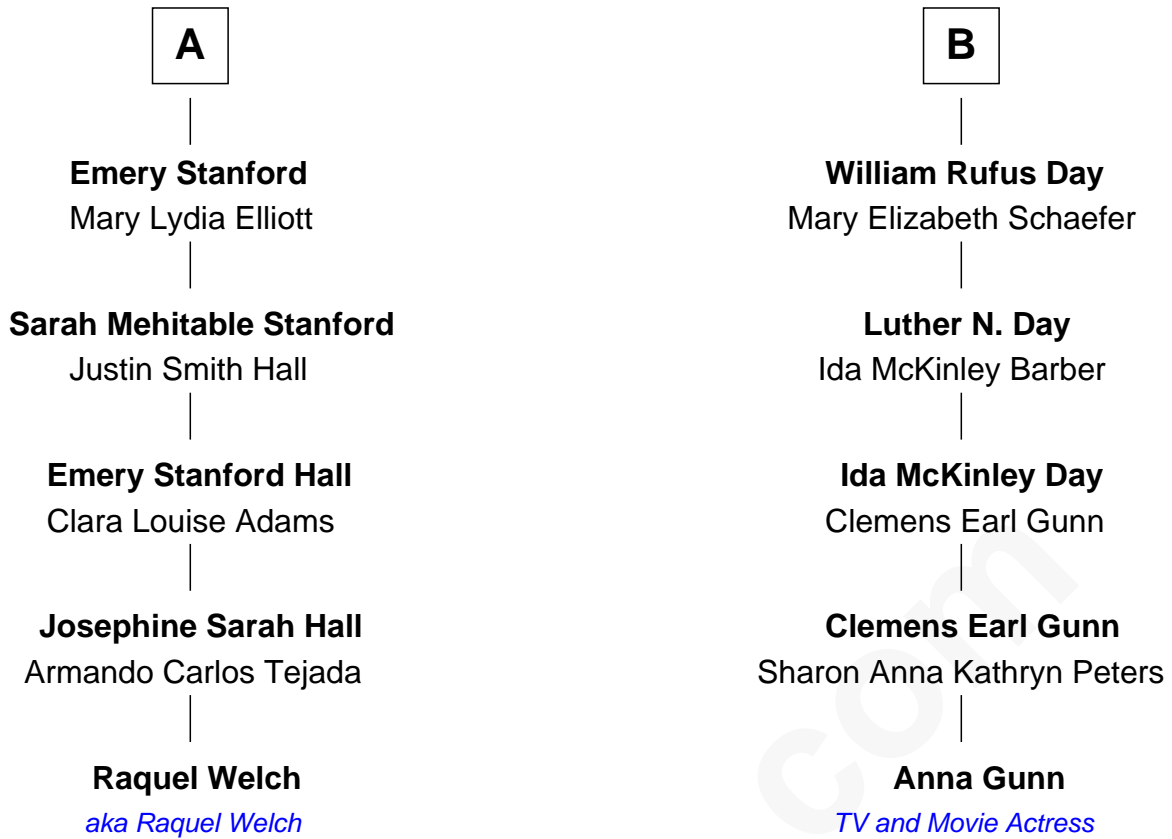 A
Emery Stanford
Mary Lydia Elliott
Sarah Mehitable Stanford
Justin Smith Hall
Emery Stanford Hall
Clara Louise Adams
Josephine Sarah Hall
Armando Carlos Tejada
Raquel Welch
aka Raquel Welch
B
William Rufus Day
Mary Elizabeth Schaefer
Luther N. Day
Ida McKinley Barber
Ida McKinley Day
Clemens Earl Gunn
Clemens Earl Gunn
Sharon Anna Kathryn Peters
Anna Gunn
TV and Movie Actress
com